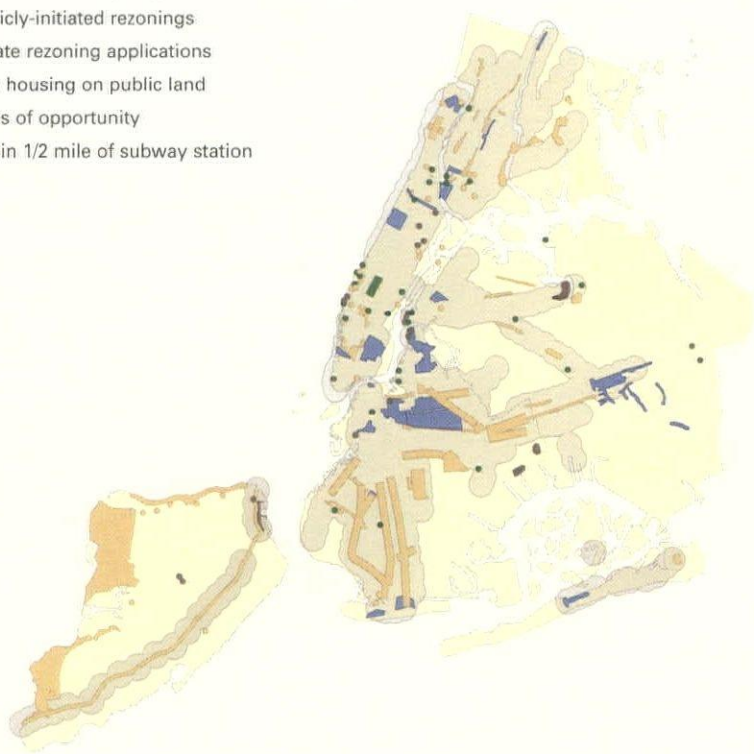 icly-initiated rezonings
ate rezoning applications
housing on public land
s of opportunity
in 1/2 mile of subway station